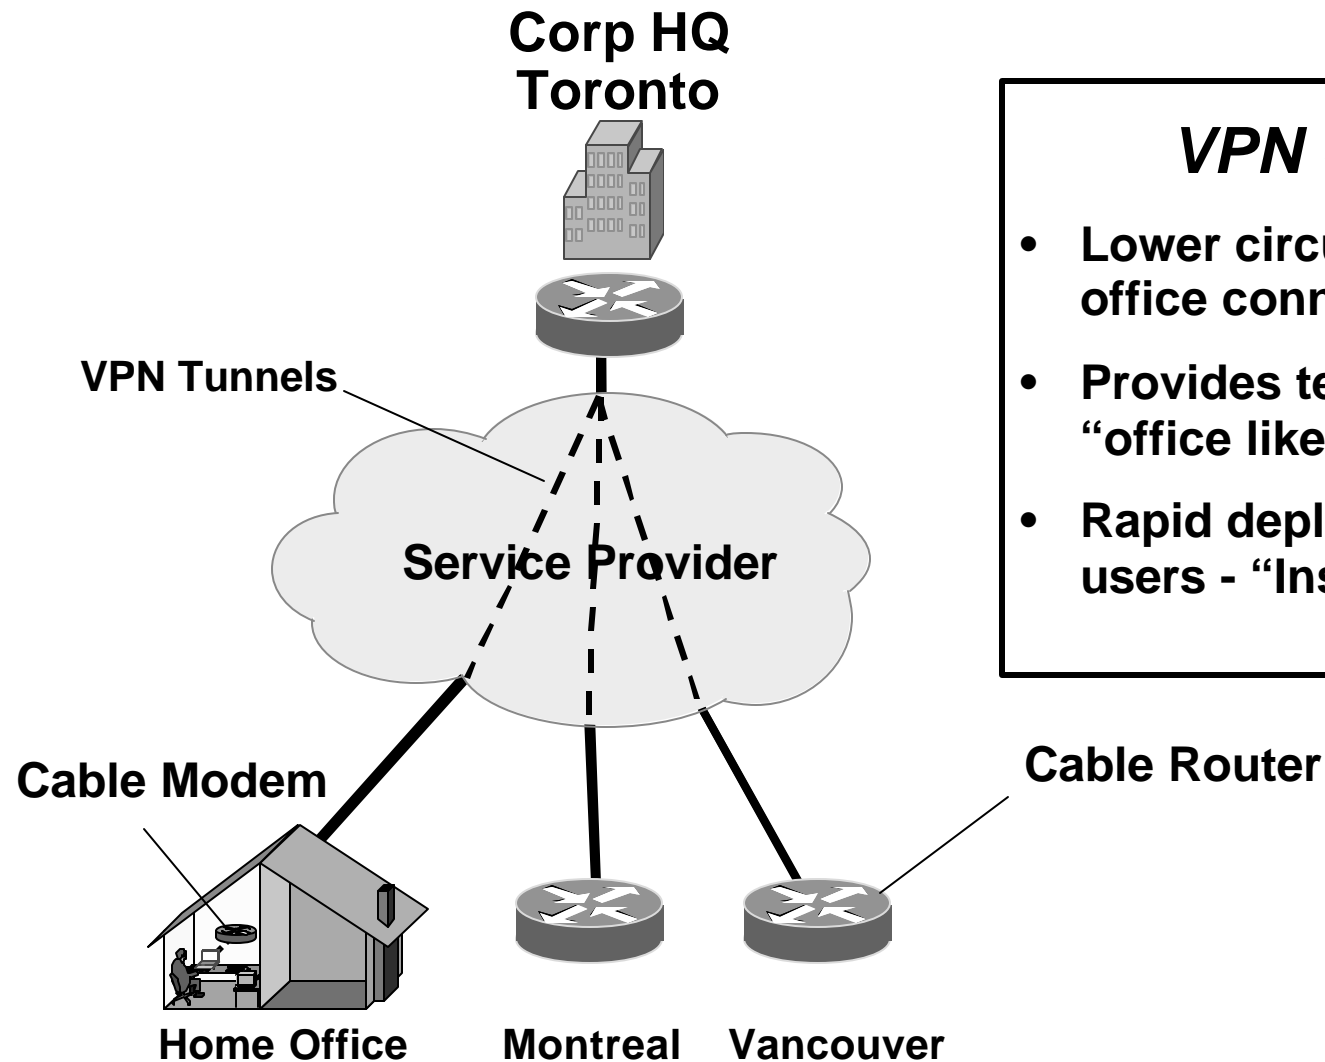 Corp HQ
Toronto
VPN
• Lower circu
office conn
• Provides te
“office like
• Rapid depl
users - “Ins
VPN Tunnels
Service Provider
Cable Modem
Cable Router
Home Office
Montreal
Vancouver